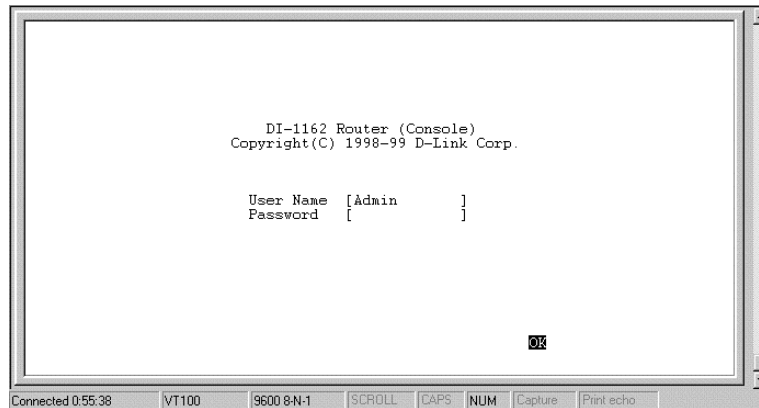 DI-1162 Router (Console)
Copyright(C) 1998-99 D-Link Corp.
User Name [Admin ]
Password [ ]
OK
Connected 0:55:38 VT100 9600 8-N-1 SCROLL CAPS NUM Capture Print echo